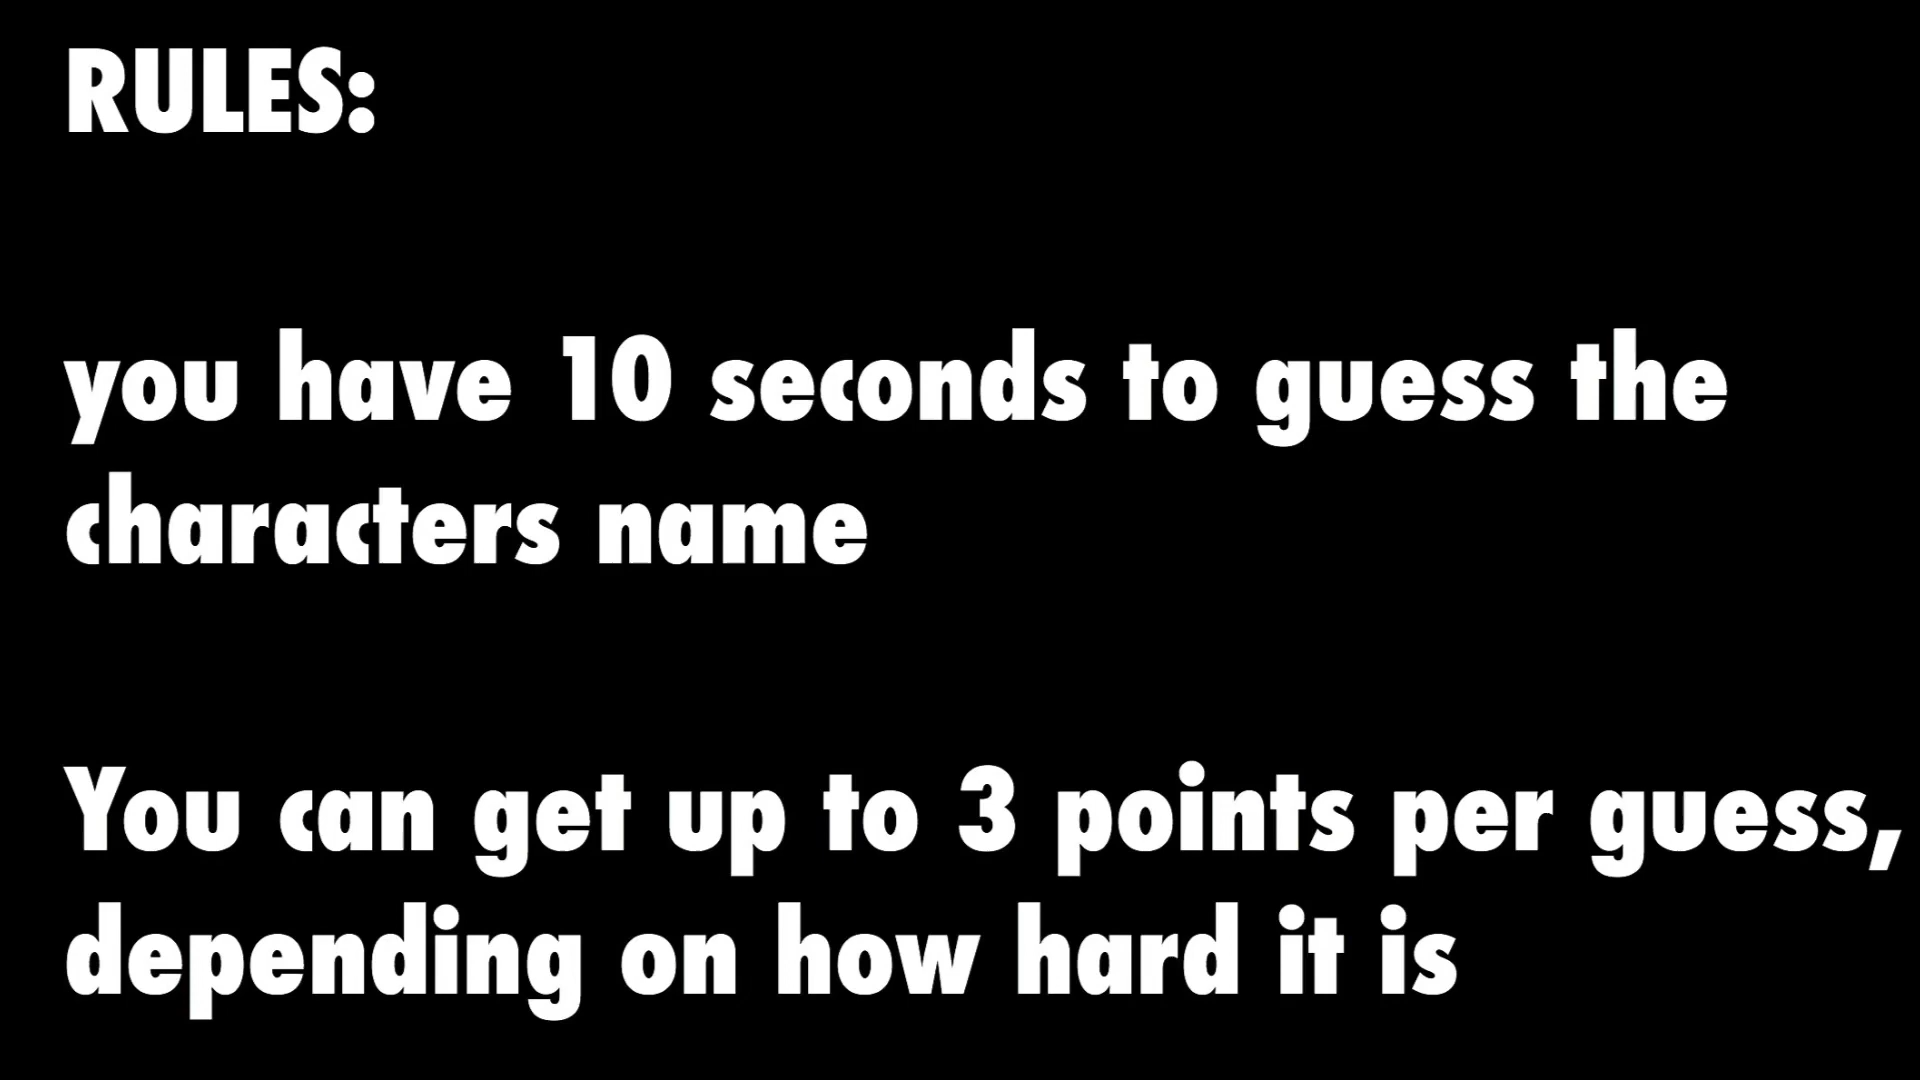 RULES:
you have 10 seconds to guess the
characters name
You can get up to 3 points per guess,
depending on how hard it is